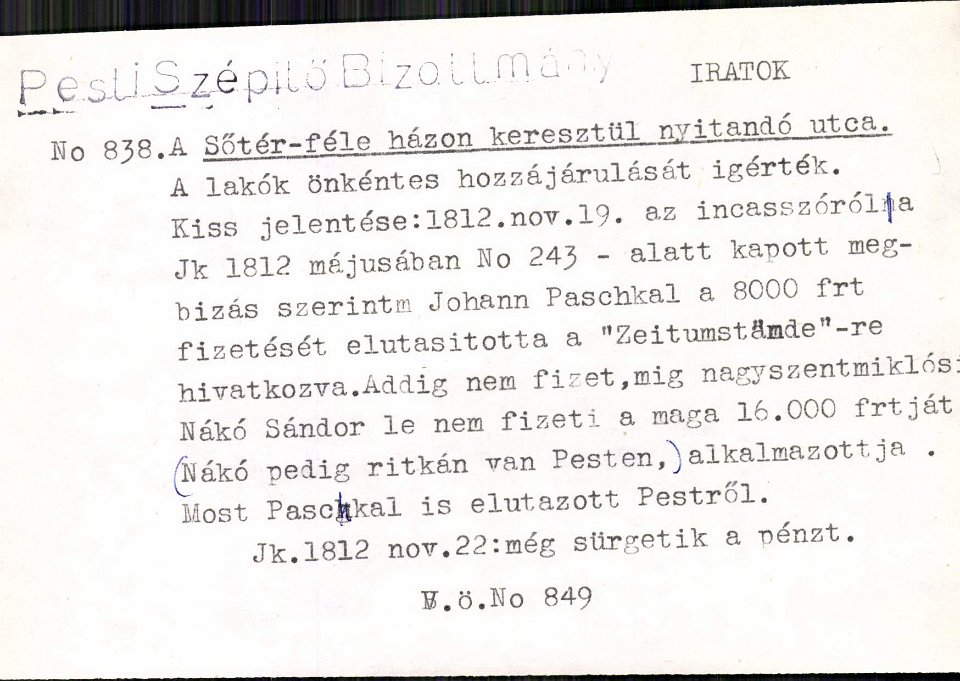 Pesti Szépitő Bizottmány IRATOK
No 838.A Sőtér-féle házon keresztül nyitandó utca.
A lakók önkéntes hozzájárulását igérték.
Kiss jelentése:1812.nov.19. az incasszóról,a
Jk 1812 májusában No 243 - alatt kapott meg-
bizás szerintm Johann Paschkal a 8000 frt
fizetését elutasitotta a "Zeitumstände"-re
hivatkozva.Addig nem fizet,mig nagyszentmiklósi
Nákó Sándor le nem fizeti a maga 16.000 frtját
(Nákó pedig ritkán van Pesten,)alkalmazottja .
Most Paschkal is elutazott Pestről.
Jk.1812 nov.22:még sürgetik a pénzt.
V.ö.No 849